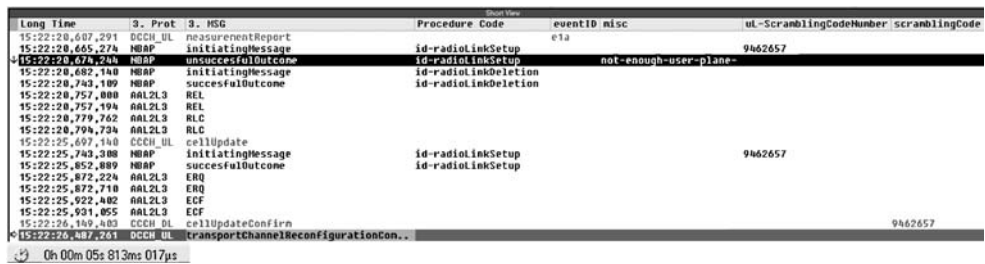 Short View
Long Time 3. Prot 3. MSG Procedure Code eventID misc uL-ScramblingCodeNumber scramblingCode
15:22:20,607,291 DCCH_UL measurementReport e1a
15:22:20,665,274 NBAP initiatingMessage id-radioLinkSetup 9462657
15:22:20,674,244 NBAP unsuccesfulOutcome id-radioLinkSetup not-enough-user-plane-
15:22:20,682,140 NBAP initiatingMessage id-radioLinkDeletion
15:22:20,743,109 NBAP succesfulOutcome id-radioLinkDeletion
15:22:20,757,000 AAL2L3 REL
15:22:20,757,194 AAL2L3 REL
15:22:20,779,762 AAL2L3 RLC
15:22:20,794,734 AAL2L3 RLC
15:22:25,697,140 CCCH_UL cellUpdate
15:22:25,743,308 NBAP initiatingMessage id-radioLinkSetup 9462657
15:22:25,852,889 NBAP succesfulOutcome id-radioLinkSetup
15:22:25,872,224 AAL2L3 ERQ
15:22:25,872,710 AAL2L3 ERQ
15:22:25,922,402 AAL2L3 ECF
15:22:25,931,055 AAL2L3 ECF
15:22:26,149,403 CCCH_DL cellUpdateConfirm 9462657
15:22:26,487,261 DCCH_UL transportChannelReconfigurationCon..
0h 00m 05s 813ms 017µs